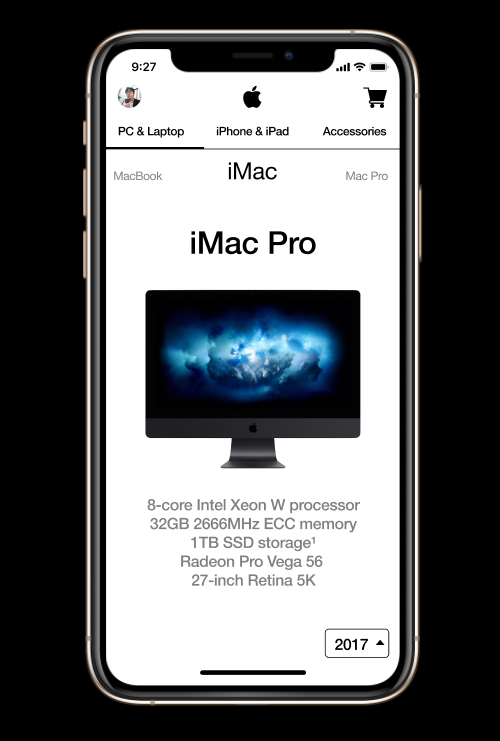 9:27
PC & Laptop iPhone & iPad Accessories
MacBook iMac Mac Pro
iMac Pro
8-core Intel Xeon W processor
32GB 2666MHz ECC memory
1TB SSD storage¹
Radeon Pro Vega 56
27-inch Retina 5K
2017